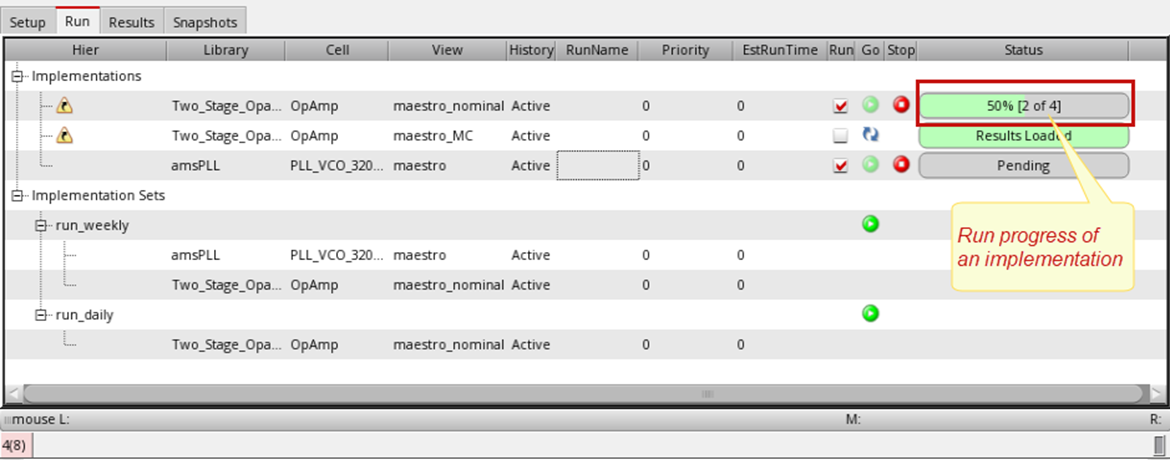 Setup Run Results Snapshots
Hier Library Cell View History RunName Priority EstRunTime Run Go Stop Status
Implementations
Two_Stage_Opa... OpAmp maestro_nominal Active 0 0 50% [2 of 4]
Two_Stage_Opa... OpAmp maestro_MC Active 0 0 Results Loaded
amsPLL PLL_VCO_320... maestro Active 0 0 Pending
Implementation Sets
run_weekly
Run progress of
an implementation
amsPLL PLL_VCO_320... maestro Active 0 0
Two_Stage_Opa... OpAmp maestro_nominal Active 0 0
run_daily
Two_Stage_Opa... OpAmp maestro_nominal Active 0 0
mouse L: M: R:
4(8)